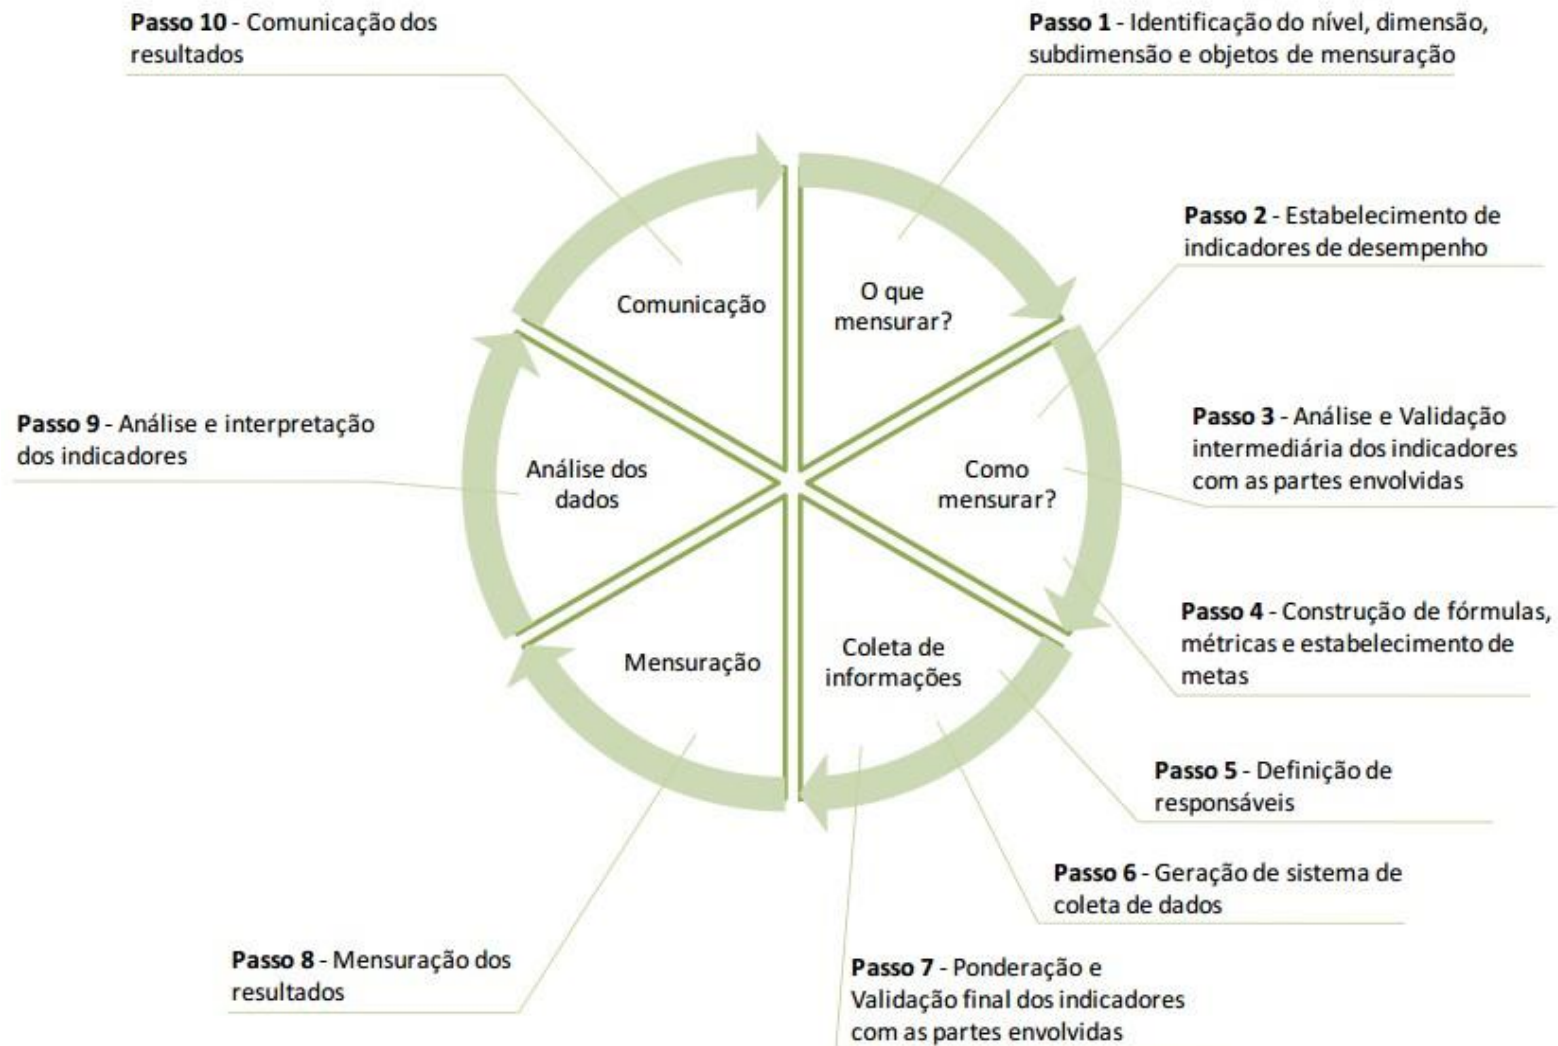 Passo 10 - Comunicação dos
resultados
Passo 1 - Identificação do nível, dimensão,
subdimensão e objetos de mensuração
Passo 2 - Estabelecimento de
indicadores de desempenho
Comunicação
O que
mensurar?
Passo 3 - Análise e Validação
intermediária dos indicadores
com as partes envolvidas
Passo 9 - Análise e interpretação
dos indicadores
Análise dos
dados
Como
mensurar?
Passo 4 - Construção de fórmulas,
métricas e estabelecimento de
metas
Mensuração
Coleta de
informações
Passo 5 - Definição de
responsáveis
Passo 6 - Geração de sistema de
coleta de dados
Passo 8 - Mensuração dos
resultados
Passo 7 - Ponderação e
Validação final dos indicadores
com as partes envolvidas